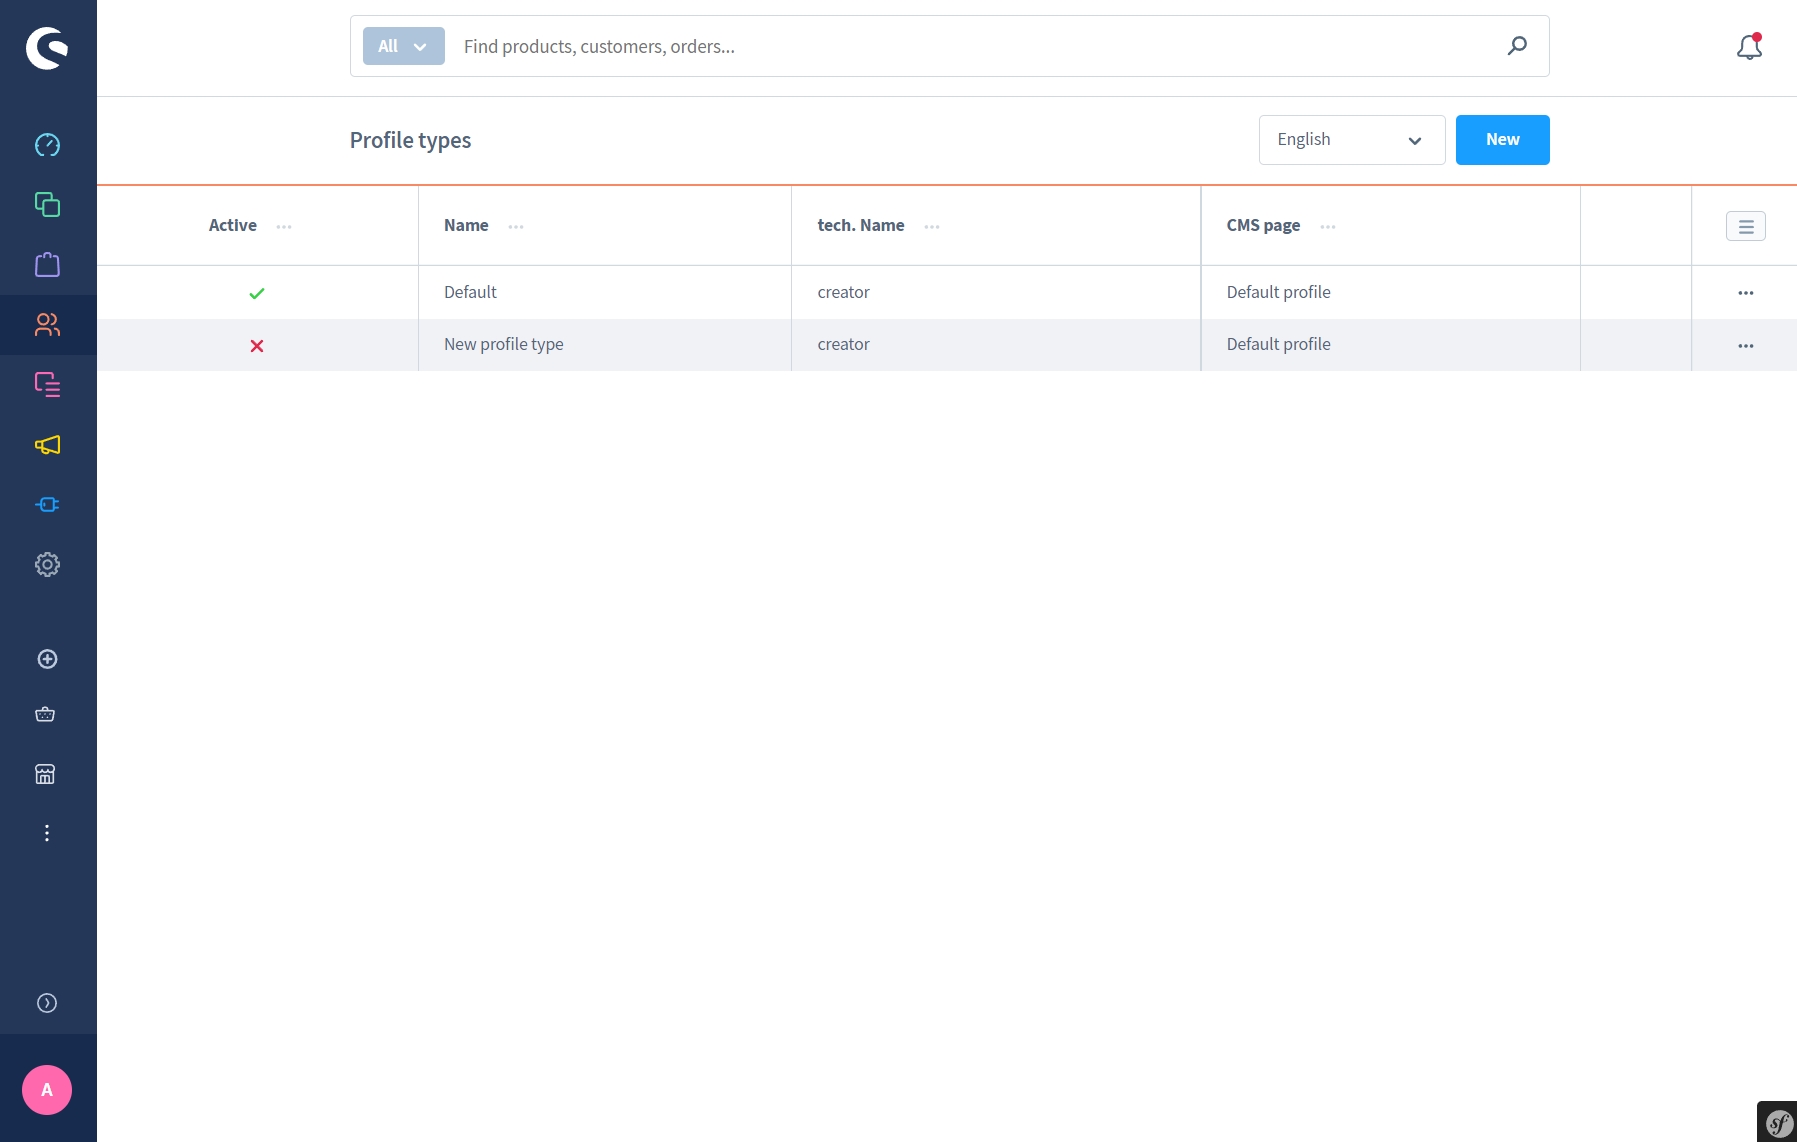 All
Find products, customers, orders...
Profile types
English
New
Active
Name
tech. Name
CMS page
Default
creator
Default profile
New profile type
creator
Default profile
A
sf